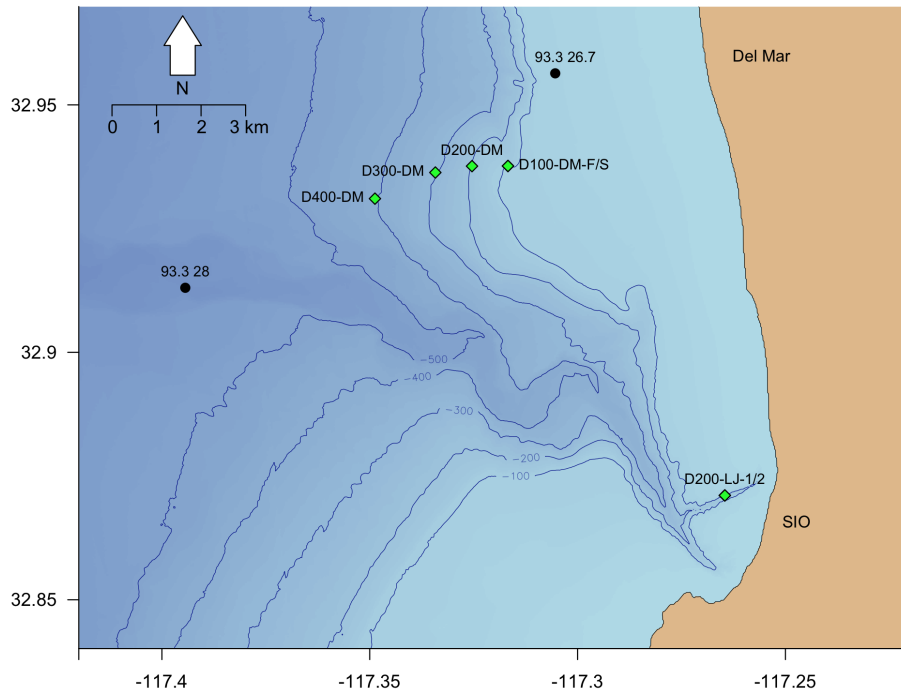 93.3 26.7
Del Mar
N
0 1 2 3 km
32.95
D200-DM
D100-DM-F/S
D300-DM
D400-DM
93.3 28
32.9
−500
−400
−300
−200
−100
D200-LJ-1/2
SIO
32.85
-117.4 -117.35 -117.3 -117.25